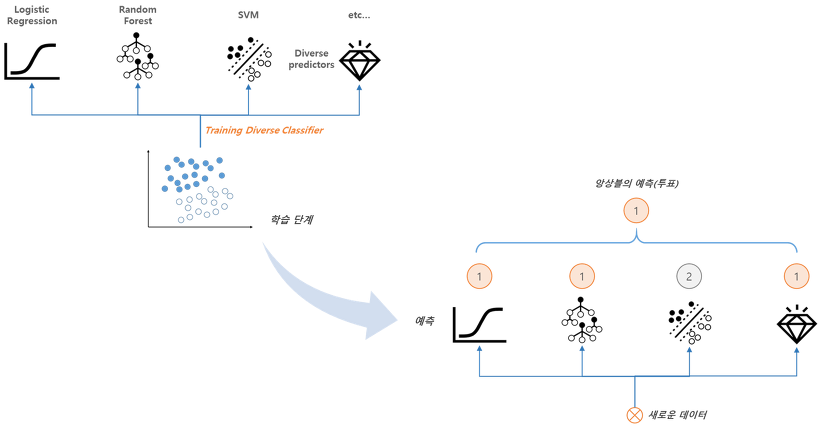 Logistic
Regression
Random
Forest
SVM
etc...
Diverse
predictors
Training Diverse Classifier
학습 단계
앙상블의 예측(투표)
1
1
1
2
1
예측
새로운 데이터